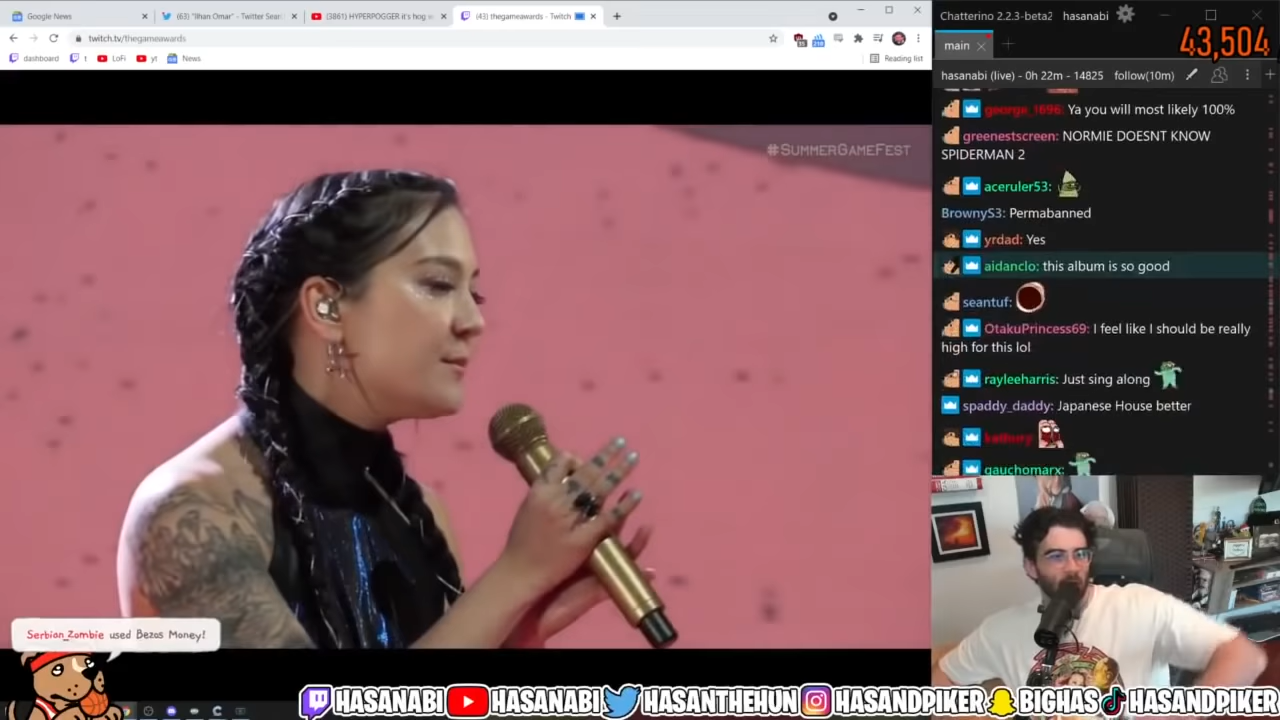 Google News
(63) "Ilhan Omar" - Twitter Sear
(3861) HYPERPOGGER it's hog w
(43) thegameawards - Twitch
twitch.tv/thegameawards
dashboard
t
LoFi
yt
News
Reading list
#SUMMERGAMEFEST
Serbian_Zombie used Bezos Money!
Chatterino 2.2.3-beta2
hasanabi
main
43,504
hasanabi (live) - 0h 22m - 14825
follow(10m)
george_1696: Ya you will most likely 100%
greenestscreen: NORMIE DOESNT KNOW
SPIDERMAN 2
aceruler53:
BrownyS3: Permabanned
yrdad: Yes
aidanclo: this album is so good
seantuf:
OtakuPrincess69: I feel like I should be really
high for this lol
rayleeharris: Just sing along
spaddy_daddy: Japanese House better
gauchomarx:
HASANABI
HASANABI
HASANTHEHUN
HASANDPIKER
BIGHAS
HASANDPIKER